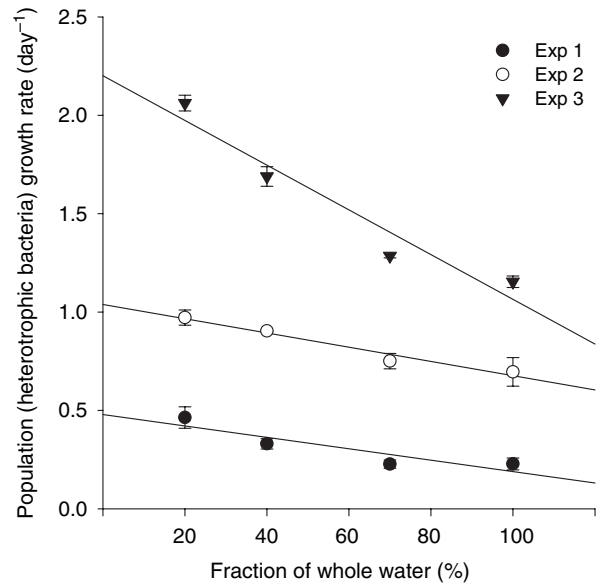 2.5
2.0
1.5
1.0
0.5
0.0
Population (heterotrophic bacteria) growth rate (day⁻¹)
Exp 1
Exp 2
Exp 3
20 40 60 80 100
Fraction of whole water (%)